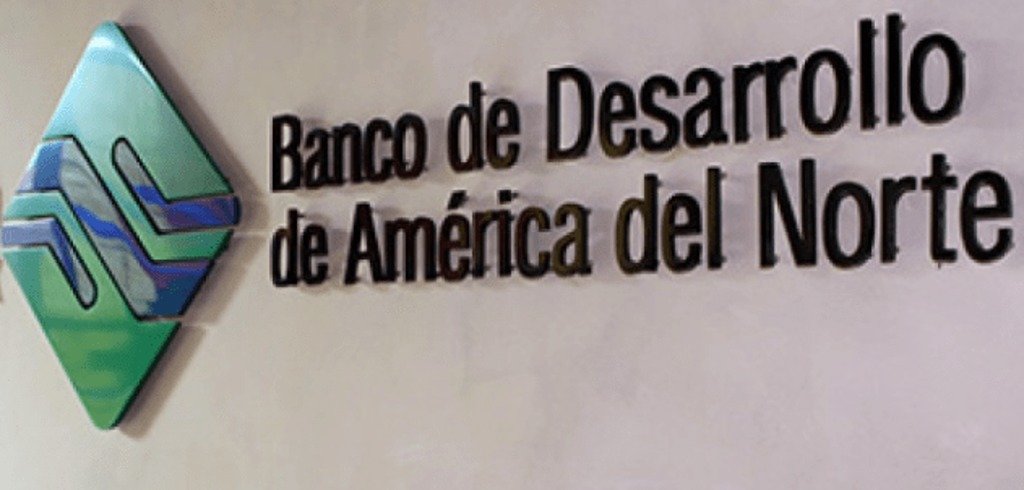 Banco de Desarrollo
de América del Norte